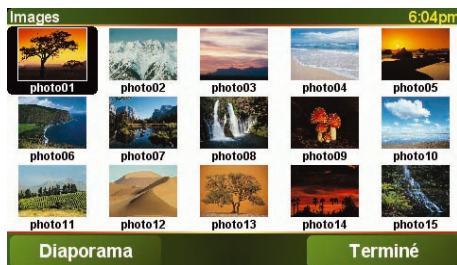 Images 6:04pm
photo01 photo02 photo03 photo04 photo05
photo06 photo07 photo08 photo09 photo10
photo11 photo12 photo13 photo14 photo15
Diaporama Terminé